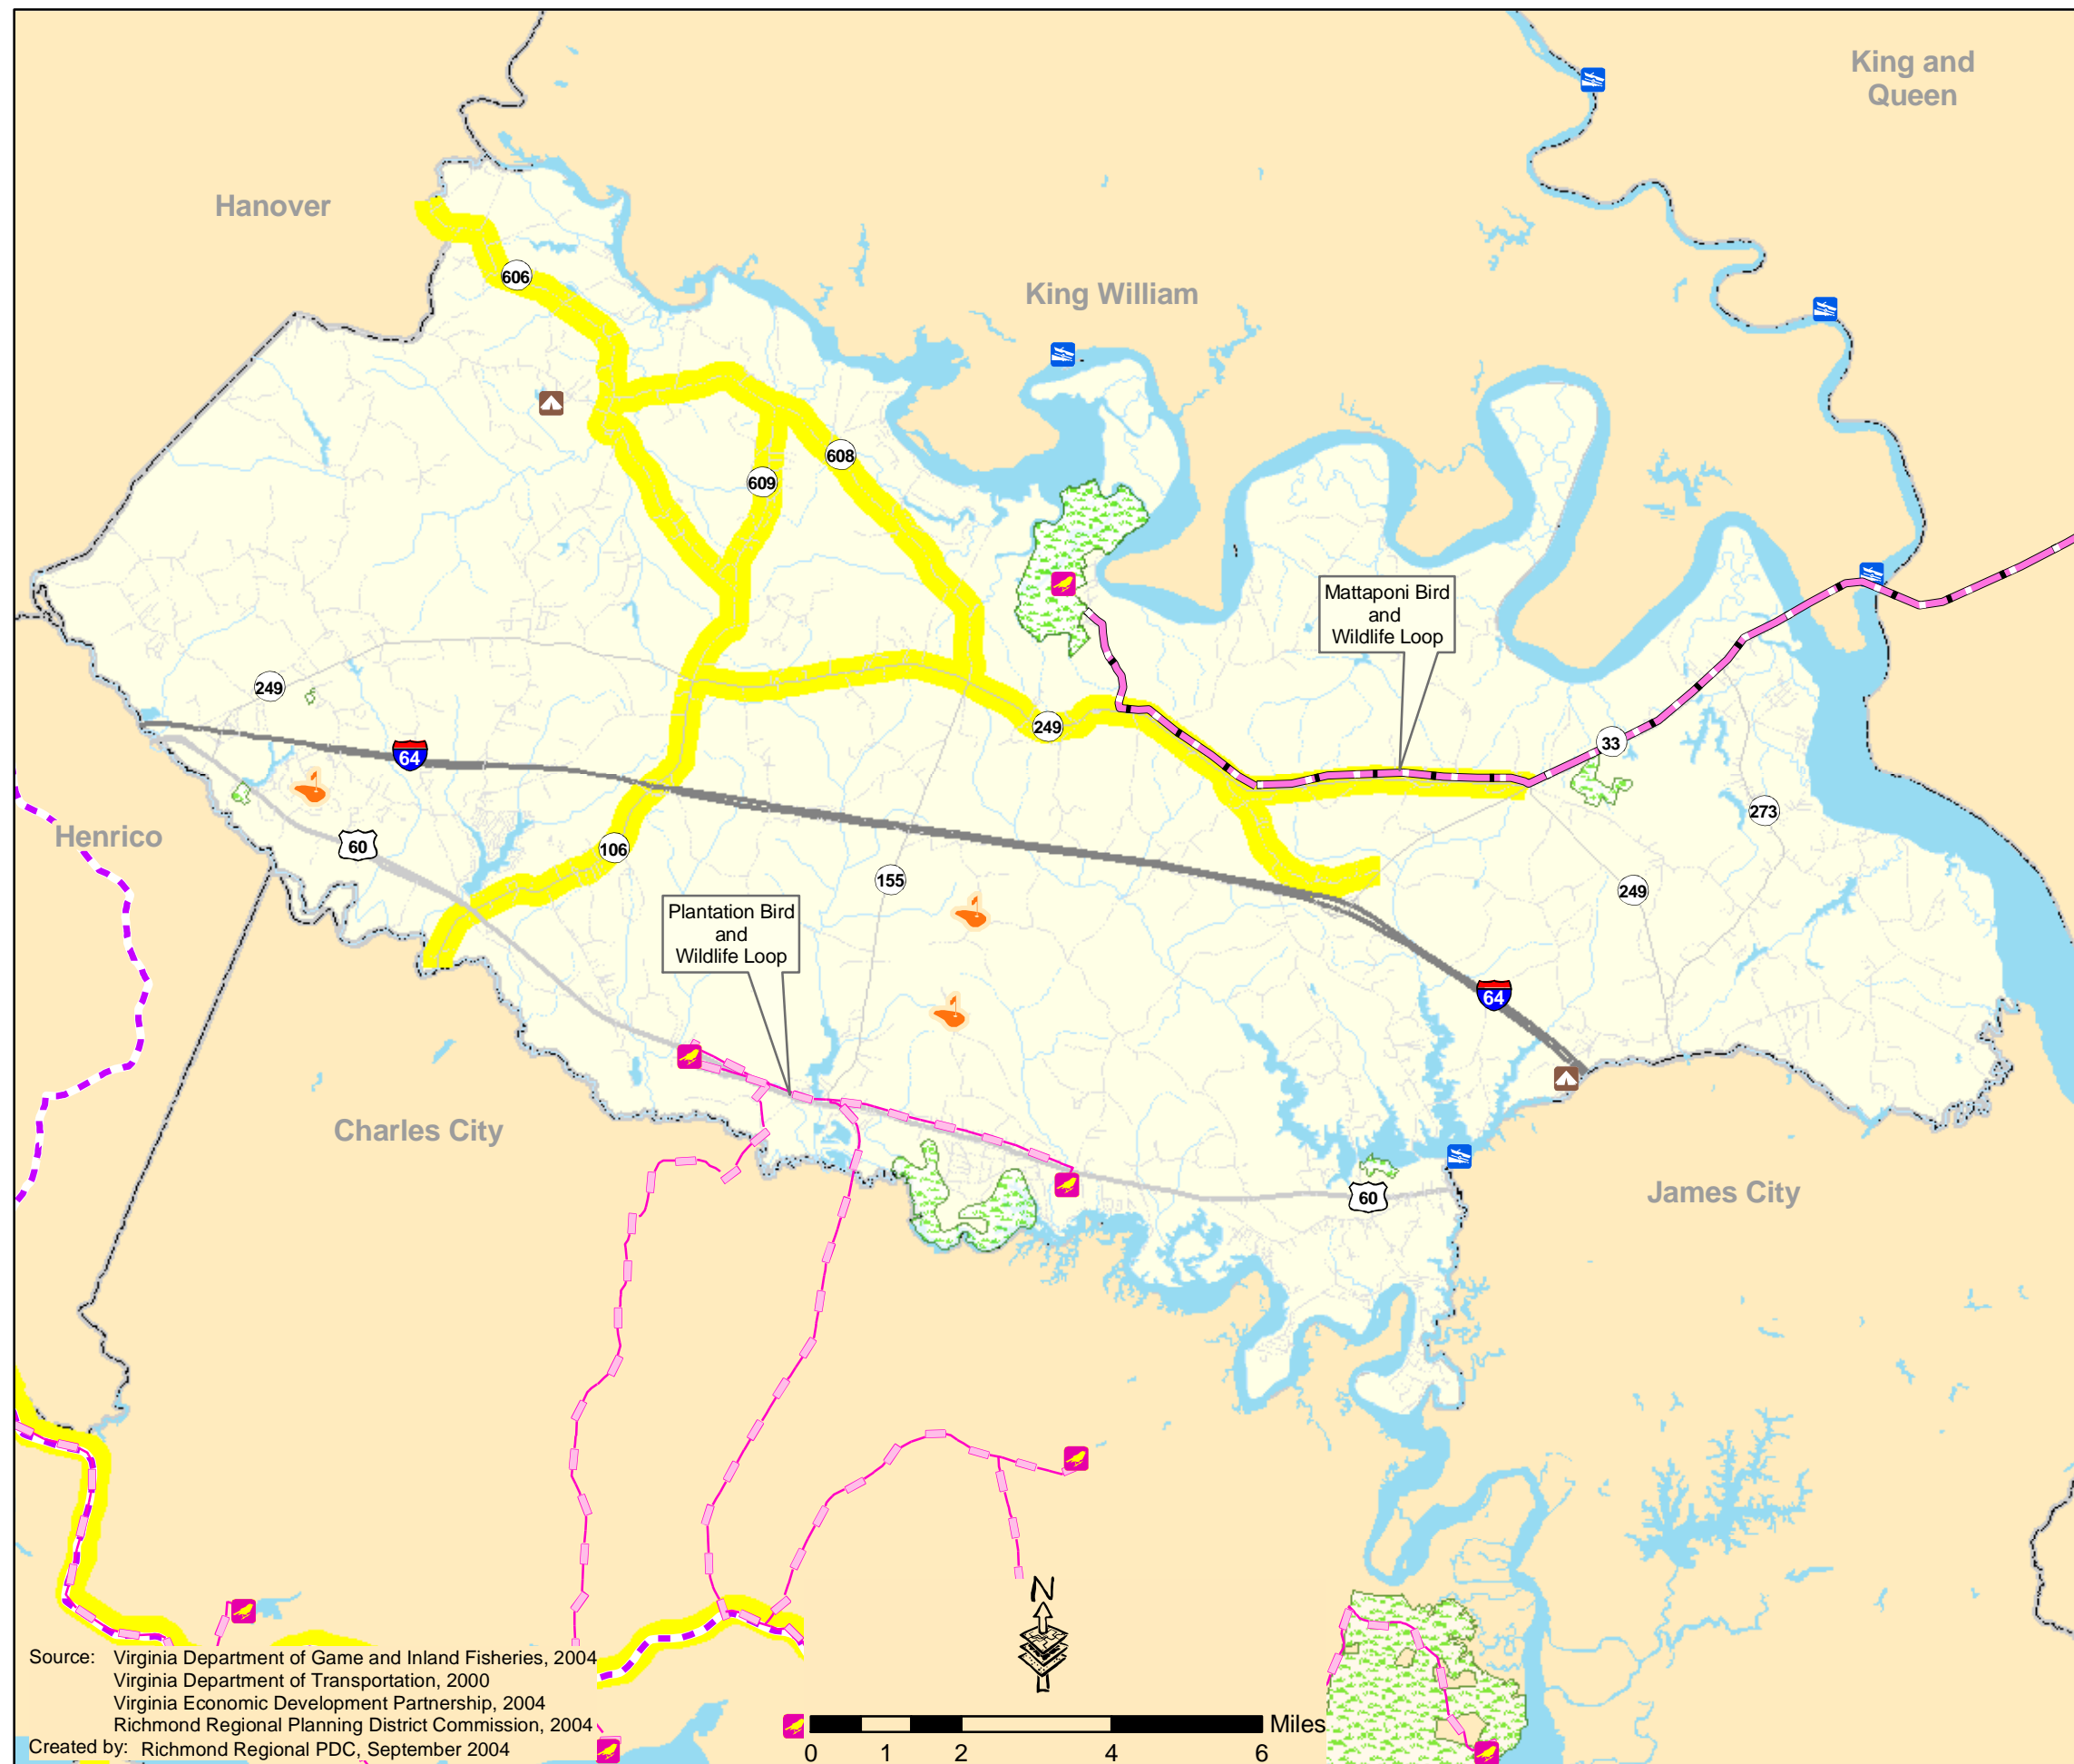 King and
Queen
Hanover
606
King William
608
609
Mattaponi Bird
and
Wildlife Loop
249
249
33
64
273
Henrico
60
106
155
249
Plantation Bird
and
Wildlife Loop
64
Charles City
60
James City
N
Source: Virginia Department of Game and Inland Fisheries, 2004
Virginia Department of Transportation, 2000
Virginia Economic Development Partnership, 2004
Richmond Regional Planning District Commission, 2004
Created by: Richmond Regional PDC, September 2004
Miles
0 1 2 4 6